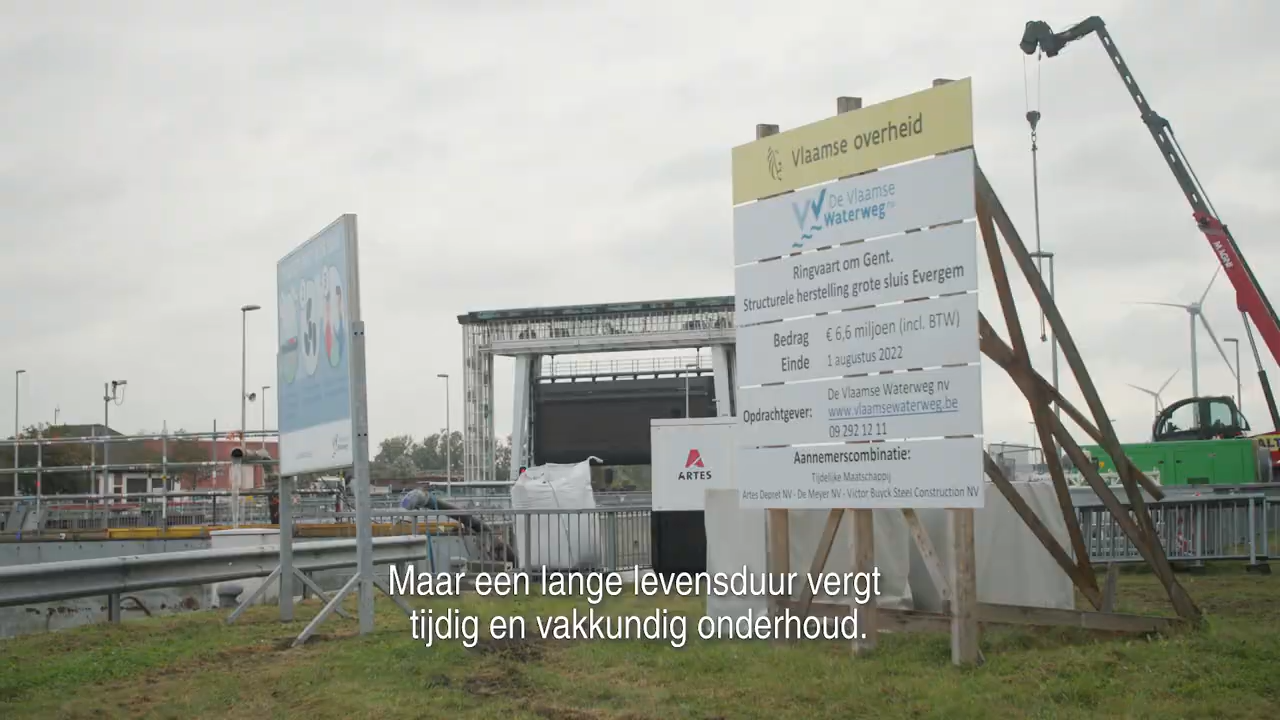 Vlaamse overheid
De Vlaamse
Waterweg nv
Ringvaart om Gent.
Structurele herstelling grote sluis Evergem
Bedrag € 6,6 miljoen (incl. BTW)
Einde 1 augustus 2022
De Vlaamse Waterweg nv
Opdrachtgever: www.vlaamsewaterweg.be
09 292 12 11
Aannemerscombinatie:
Tijdelijke Maatschappij
Artes Depret NV - De Meyer NV - Victor Buyck Steel Construction NV
ARTES
MAGNI
Maar een lange levensduur vergt
tijdig en vakkundig onderhoud.